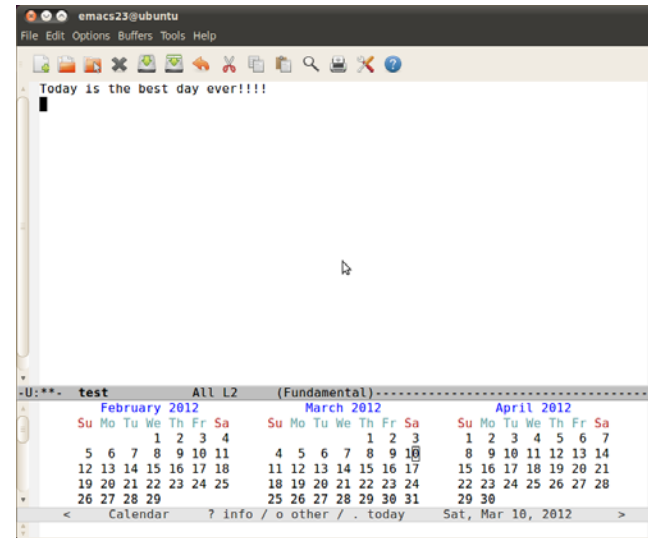 emacs23@ubuntu
File Edit Options Buffers Tools Help
Today is the best day ever!!!!
-U:**-  test           All L2     (Fundamental)-----------------------------------
February 2012 March 2012 April 2012
Su Mo Tu We Th Fr Sa Su Mo Tu We Th Fr Sa Su Mo Tu We Th Fr Sa
1 2 3 4 1 2 3 1 2 3 4 5 6 7
5 6 7 8 9 10 11 4 5 6 7 8 9 10 8 9 10 11 12 13 14
12 13 14 15 16 17 18 11 12 13 14 15 16 17 15 16 17 18 19 20 21
19 20 21 22 23 24 25 18 19 20 21 22 23 24 22 23 24 25 26 27 28
26 27 28 29 25 26 27 28 29 30 31 29 30
< Calendar ? info / o other / . today Sat, Mar 10, 2012 >